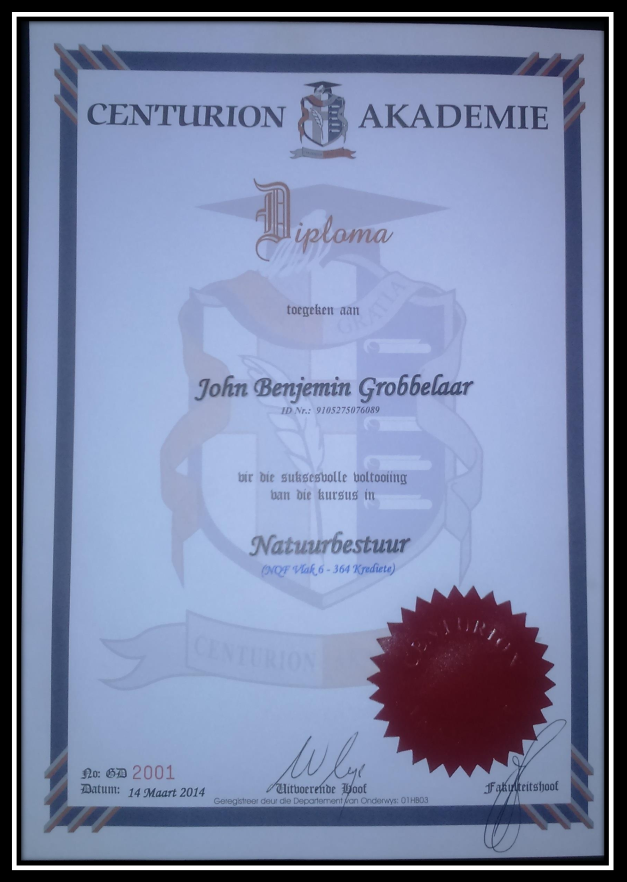 CENTURION AKADEMIE
Diploma
toegeken aan
GRATIA
John Benjemin Grobbelaar
ID Nr.: 9105275076089
vir die suksesvolle voltooiing
van die kursus in
Natuurbestuur
(NQF Vlak 6 - 364 Krediete)
CENTURION
CENTURION
No: GD 2001
Datum: 14 Maart 2014
Uitvoerende Hoof
Fakulteitshoof
Geregistreer deur die Departement van Onderwys: 01HB03